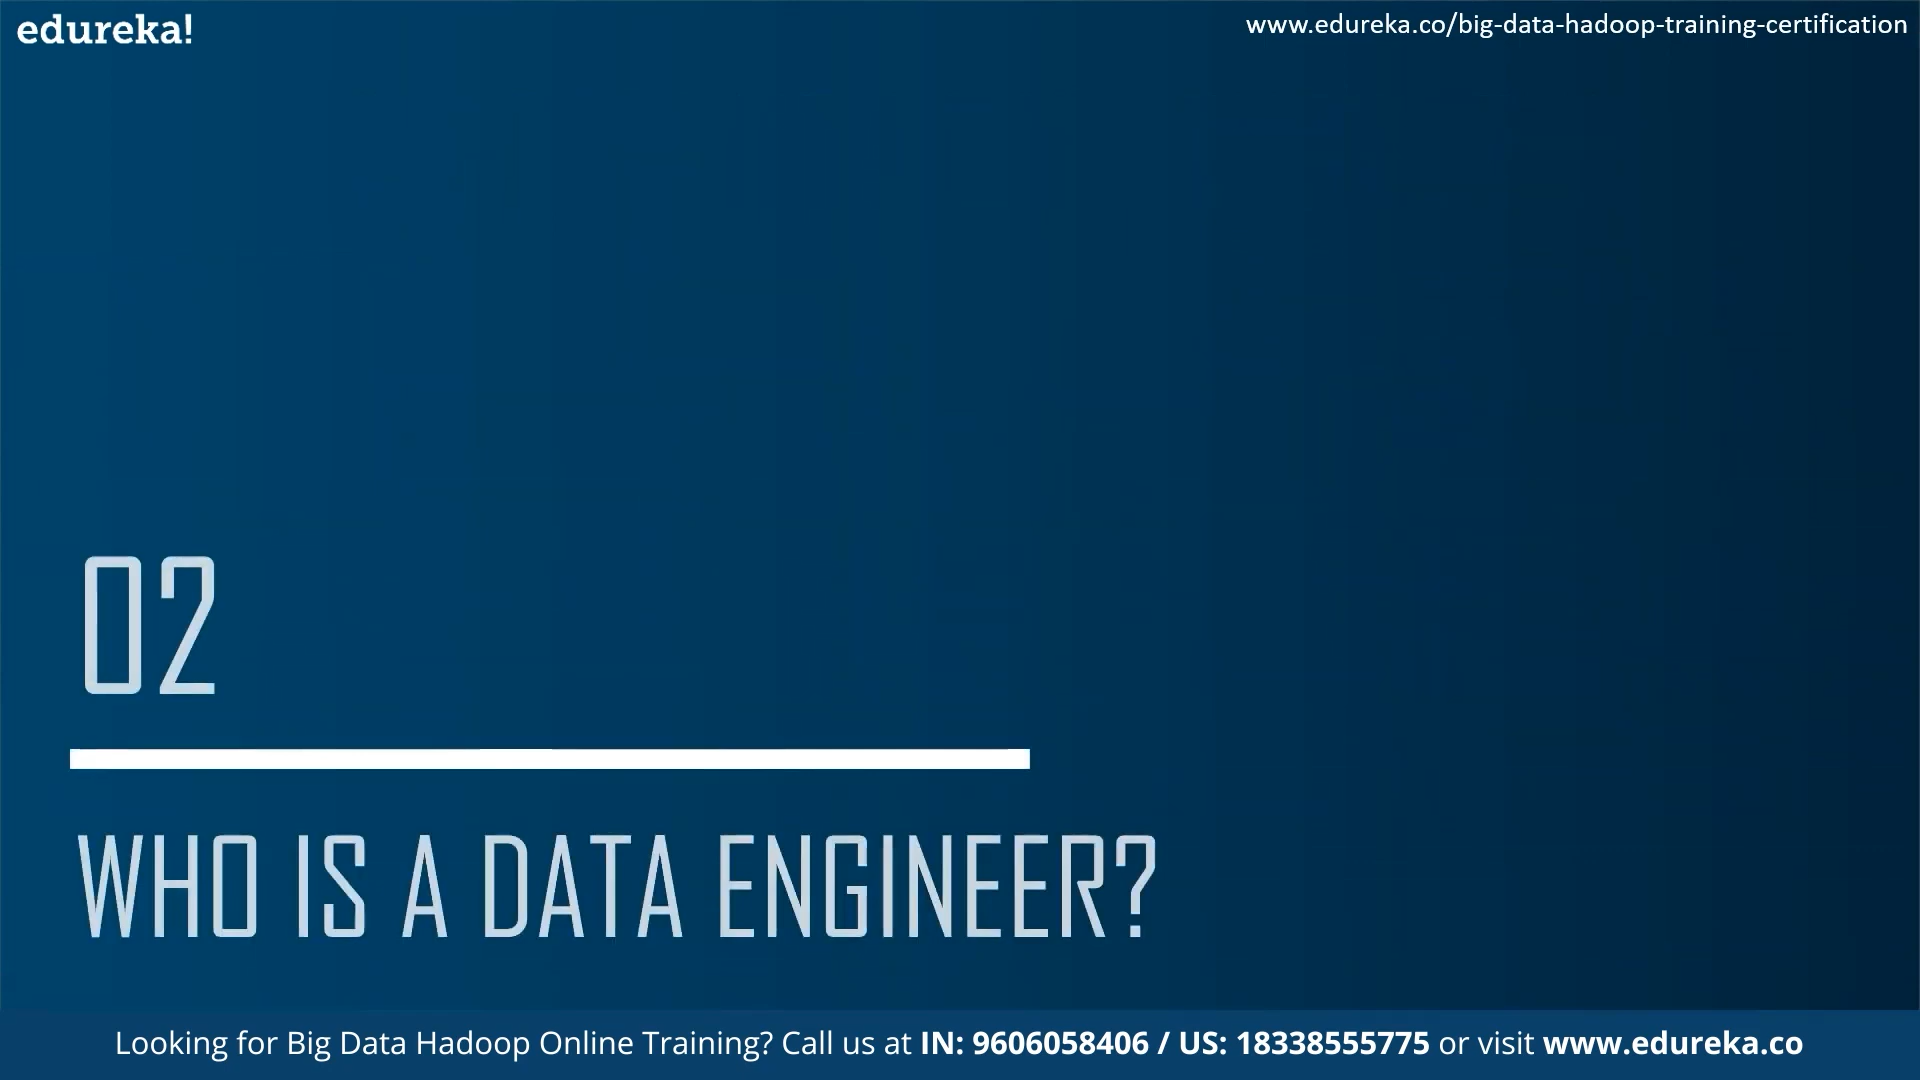 edureka!
www.edureka.co/big-data-hadoop-training-certification
02
WHO IS A DATA ENGINEER?
Looking for Big Data Hadoop Online Training? Call us at IN: 9606058406 / US: 18338555775 or visit www.edureka.co